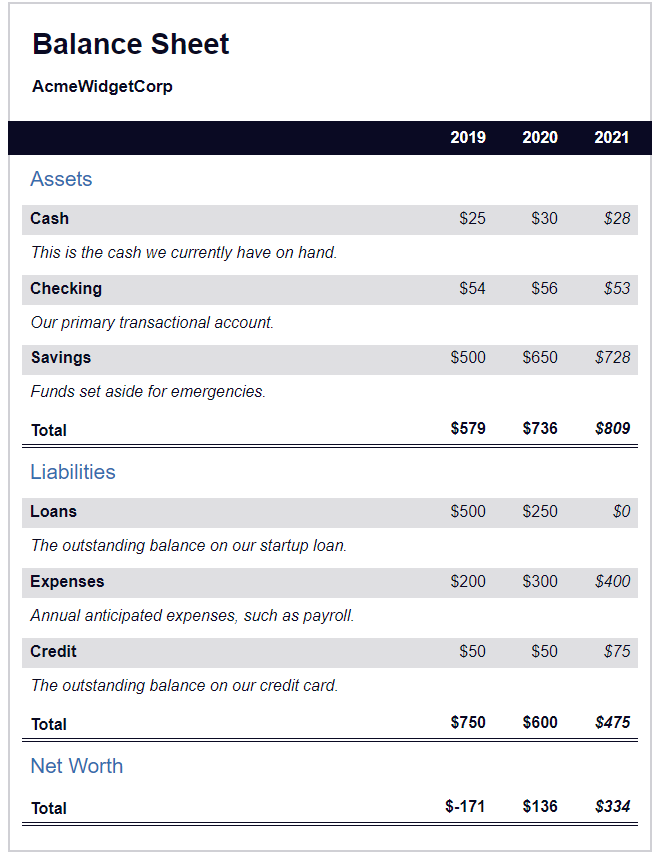 Balance Sheet
AcmeWidgetCorp
2019 2020 2021
Assets
Cash $25 $30 $28
This is the cash we currently have on hand.
Checking $54 $56 $53
Our primary transactional account.
Savings $500 $650 $728
Funds set aside for emergencies.
Total $579 $736 $809
Liabilities
Loans $500 $250 $0
The outstanding balance on our startup loan.
Expenses $200 $300 $400
Annual anticipated expenses, such as payroll.
Credit $50 $50 $75
The outstanding balance on our credit card.
Total $750 $600 $475
Net Worth
Total $-171 $136 $334